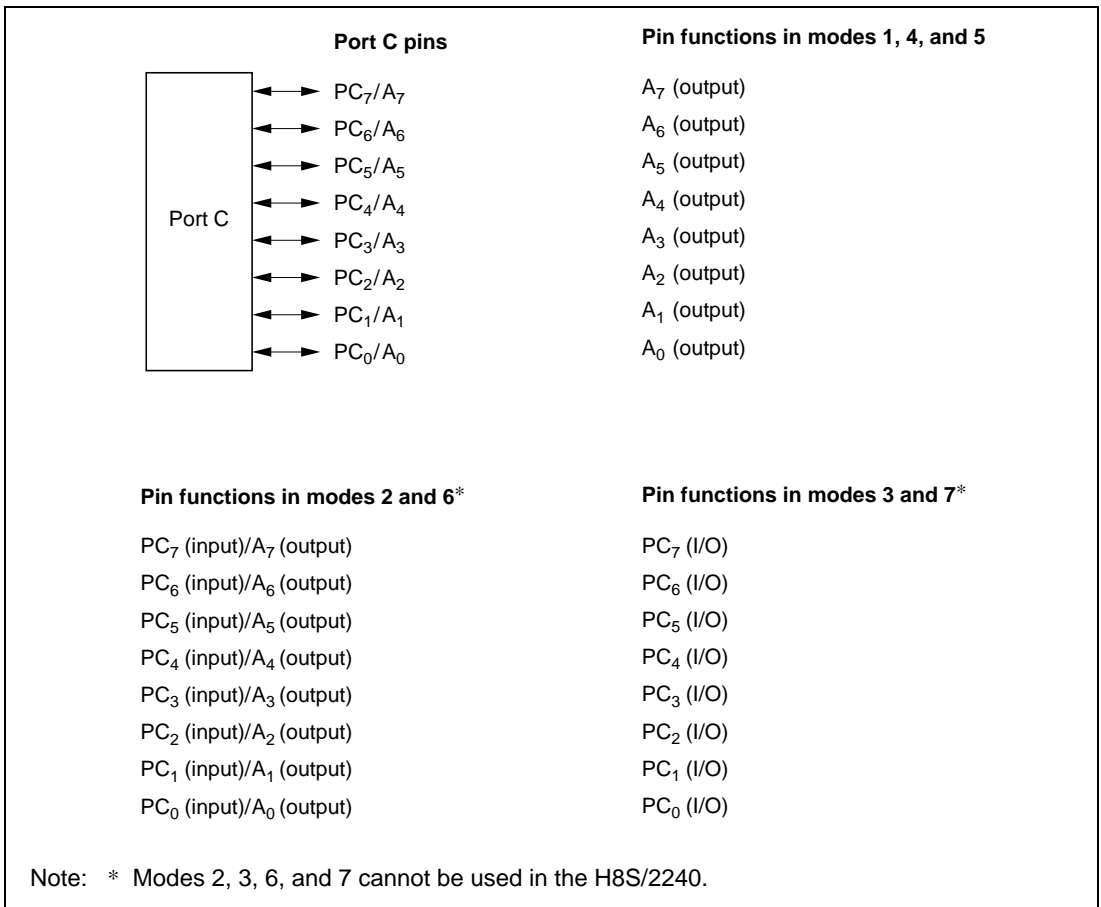 Port C pins
Pin functions in modes 1, 4, and 5
Port C
PC7/A7
A7 (output)
PC6/A6
A6 (output)
PC5/A5
A5 (output)
PC4/A4
A4 (output)
PC3/A3
A3 (output)
PC2/A2
A2 (output)
PC1/A1
A1 (output)
PC0/A0
A0 (output)
Pin functions in modes 2 and 6*
PC7 (input)/A7 (output)
PC6 (input)/A6 (output)
PC5 (input)/A5 (output)
PC4 (input)/A4 (output)
PC3 (input)/A3 (output)
PC2 (input)/A2 (output)
PC1 (input)/A1 (output)
PC0 (input)/A0 (output)
Pin functions in modes 3 and 7*
PC7 (I/O)
PC6 (I/O)
PC5 (I/O)
PC4 (I/O)
PC3 (I/O)
PC2 (I/O)
PC1 (I/O)
PC0 (I/O)
Note: * Modes 2, 3, 6, and 7 cannot be used in the H8S/2240.